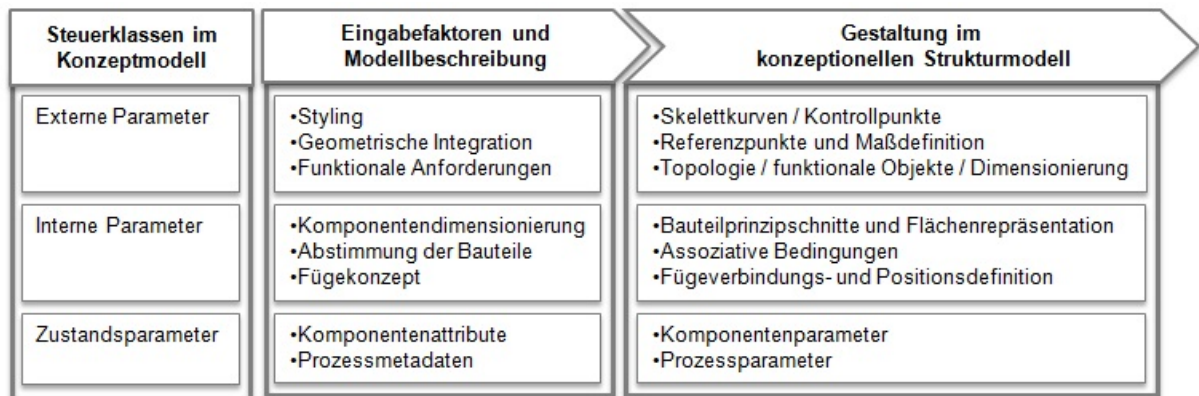 Steuerklassen im
Konzeptmodell
Eingabefaktoren und
Modellbeschreibung
Gestaltung im
konzeptionellen Strukturmodell
Externe Parameter
•Styling
•Geometrische Integration
•Funktionale Anforderungen
•Skelettkurven / Kontrollpunkte
•Referenzpunkte und Maßdefinition
•Topologie / funktionale Objekte / Dimensionierung
Interne Parameter
•Komponentendimensionierung
•Abstimmung der Bauteile
•Fügekonzept
•Bauteilprinzipschnitte und Flächenrepräsentation
•Assoziative Bedingungen
•Fügeverbindungs- und Positionsdefinition
Zustandsparameter
•Komponentenattribute
•Prozessmetadaten
•Komponentenparameter
•Prozessparameter